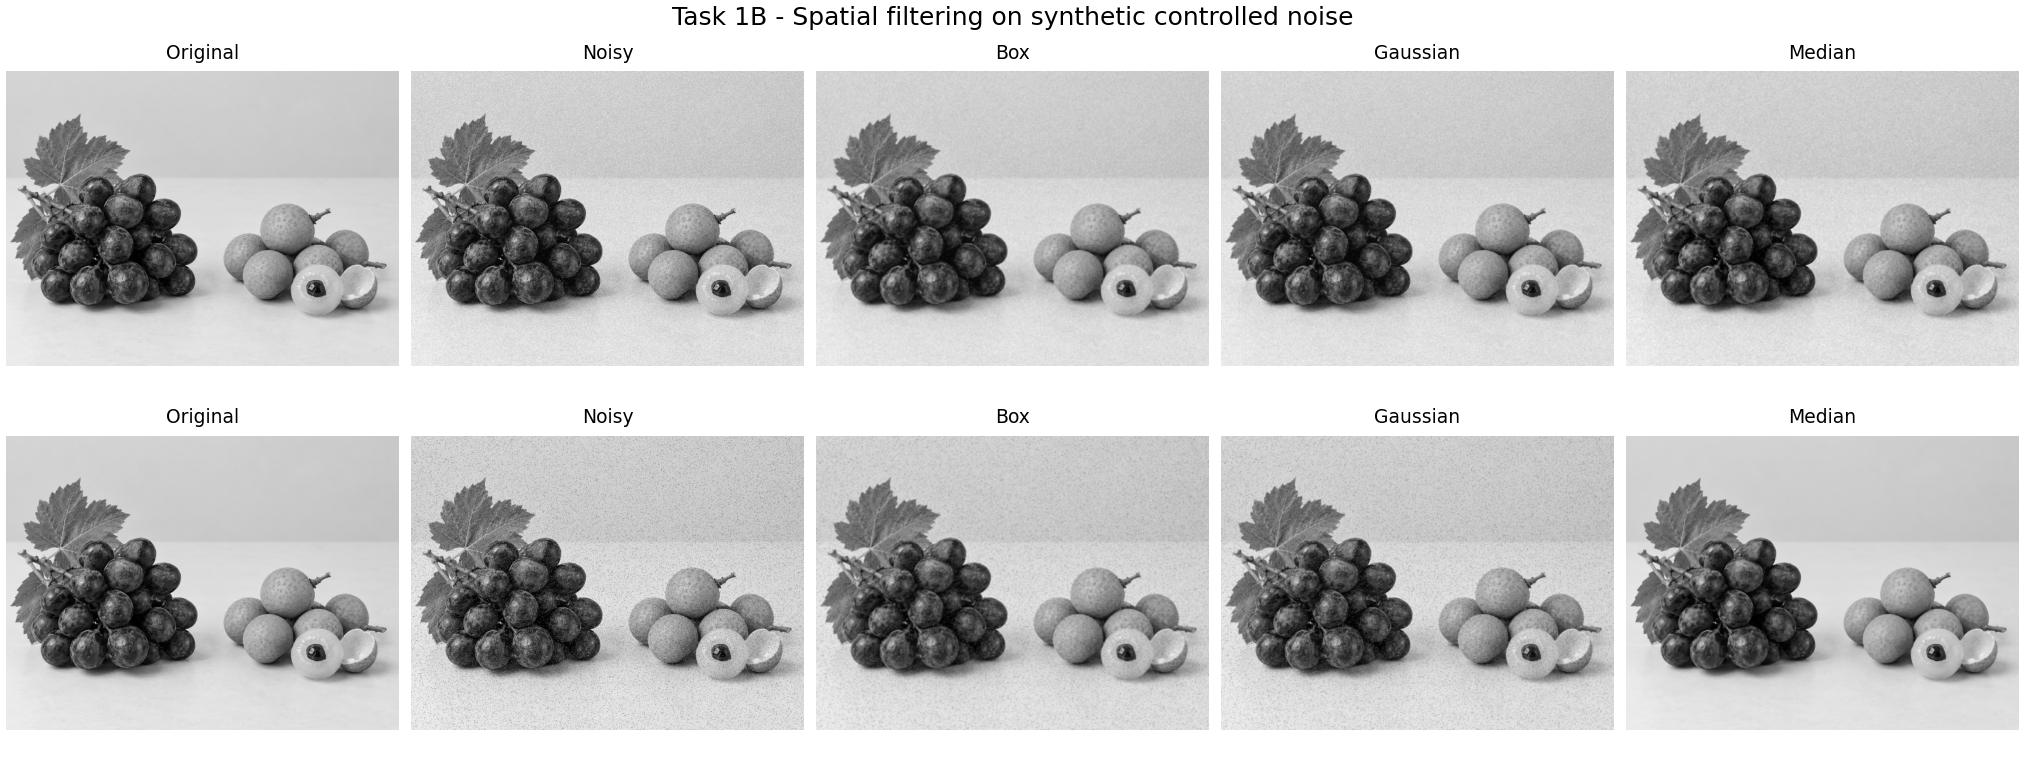 Task 1B - Spatial filtering on synthetic controlled noise
Original Noisy Box Gaussian Median
Original Noisy Box Gaussian Median